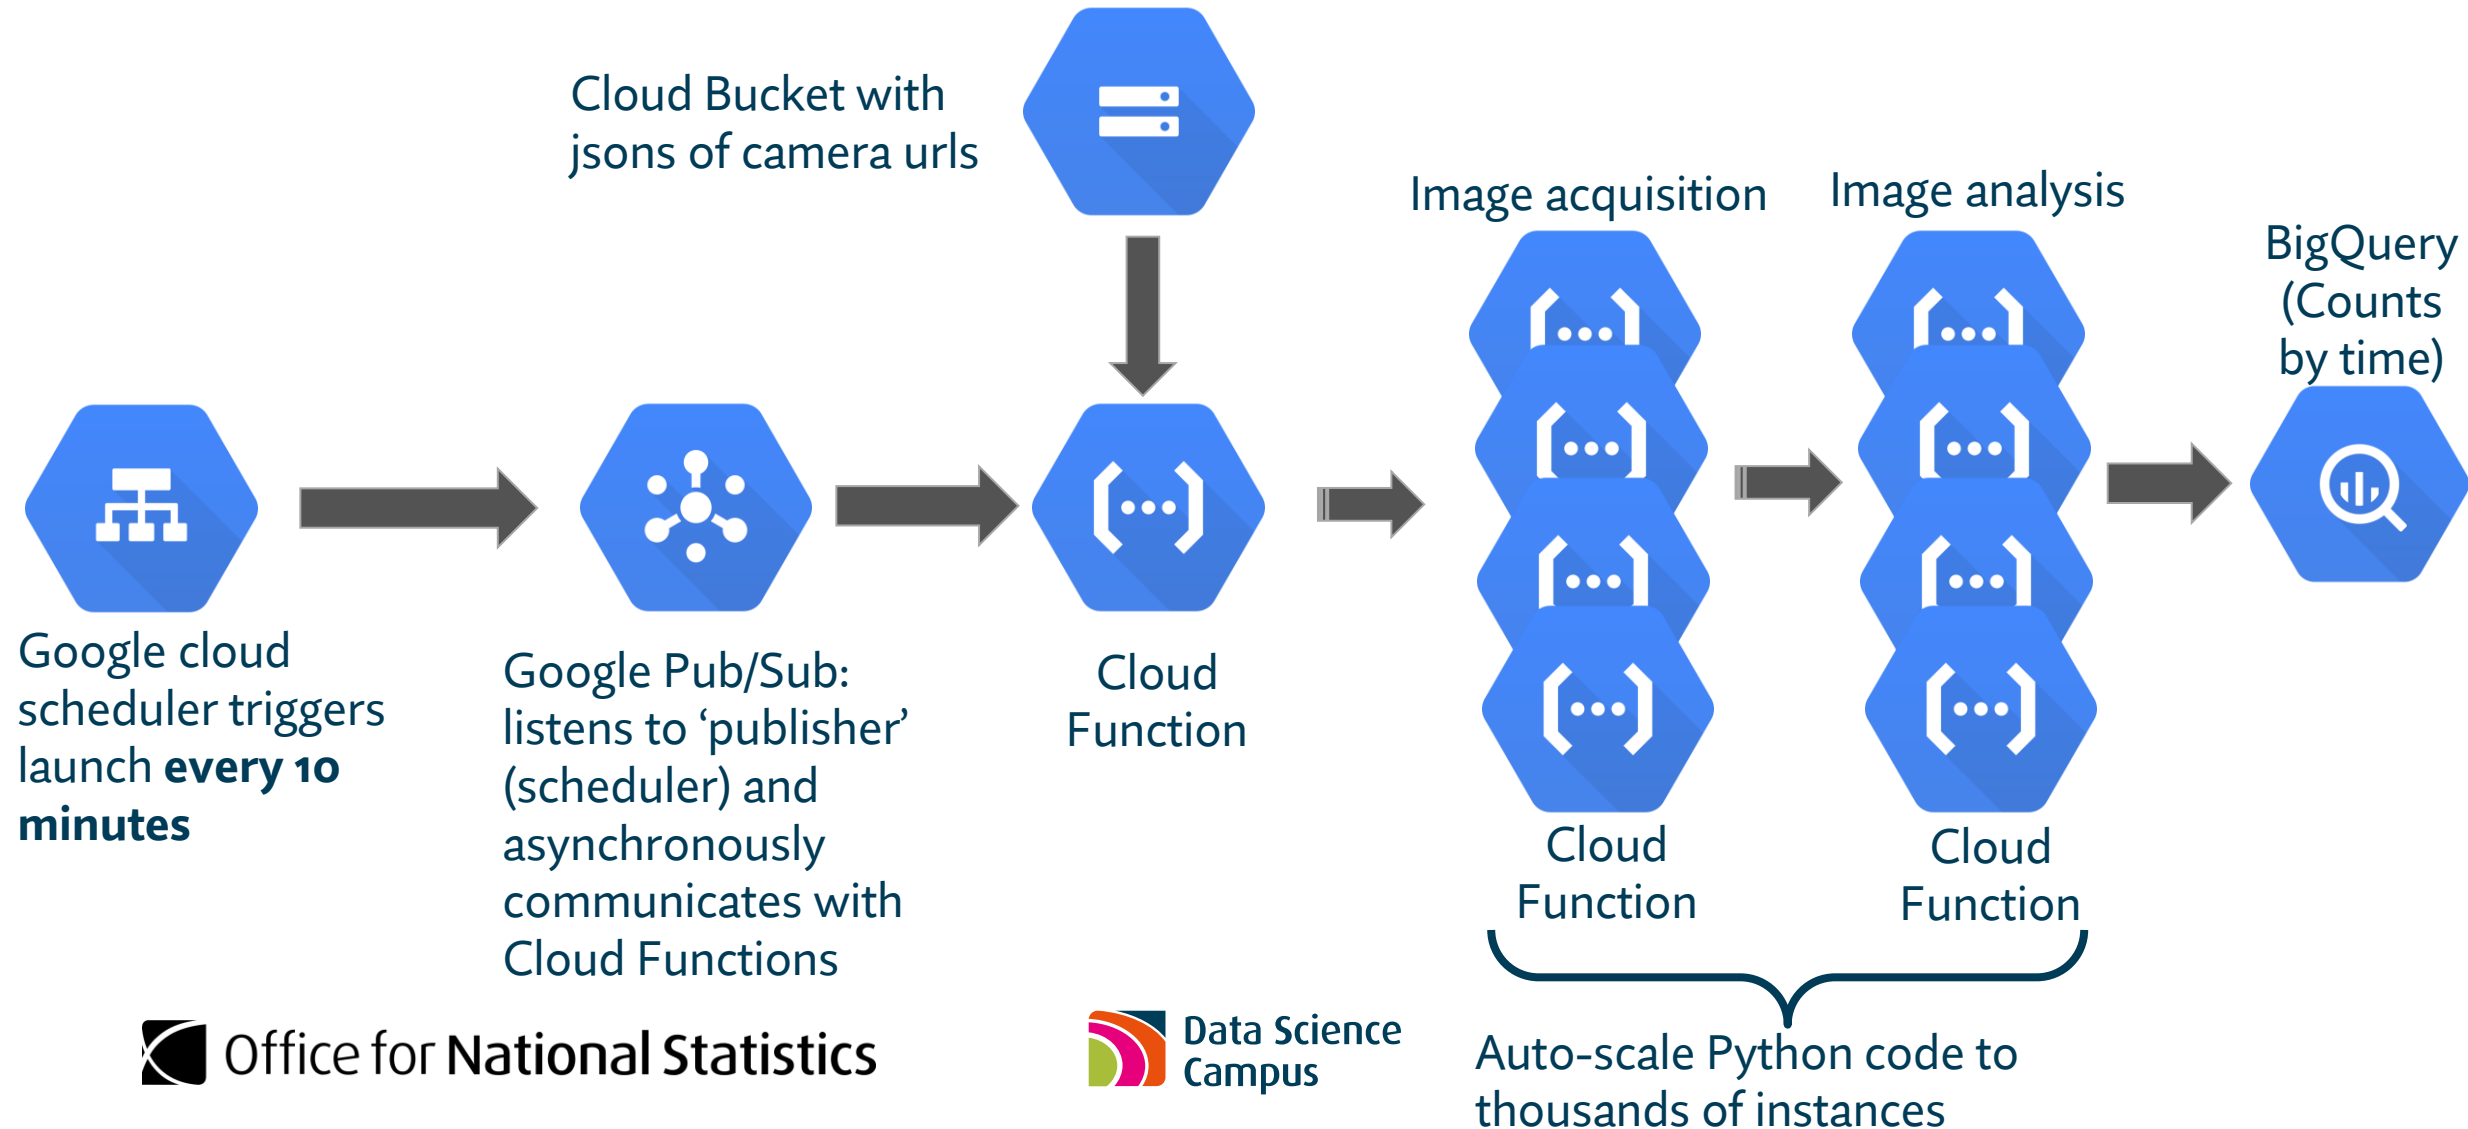 Cloud Bucket with
jsons of camera urls
Image acquisition
Image analysis
BigQuery
(Counts
by time)
Google cloud
scheduler triggers
launch every 10
minutes
Google Pub/Sub:
listens to ‘publisher’
(scheduler) and
asynchronously
communicates with
Cloud Functions
Cloud
Function
Cloud
Function
Cloud
Function
Auto-scale Python code to
thousands of instances
Office for National Statistics
Data Science
Campus